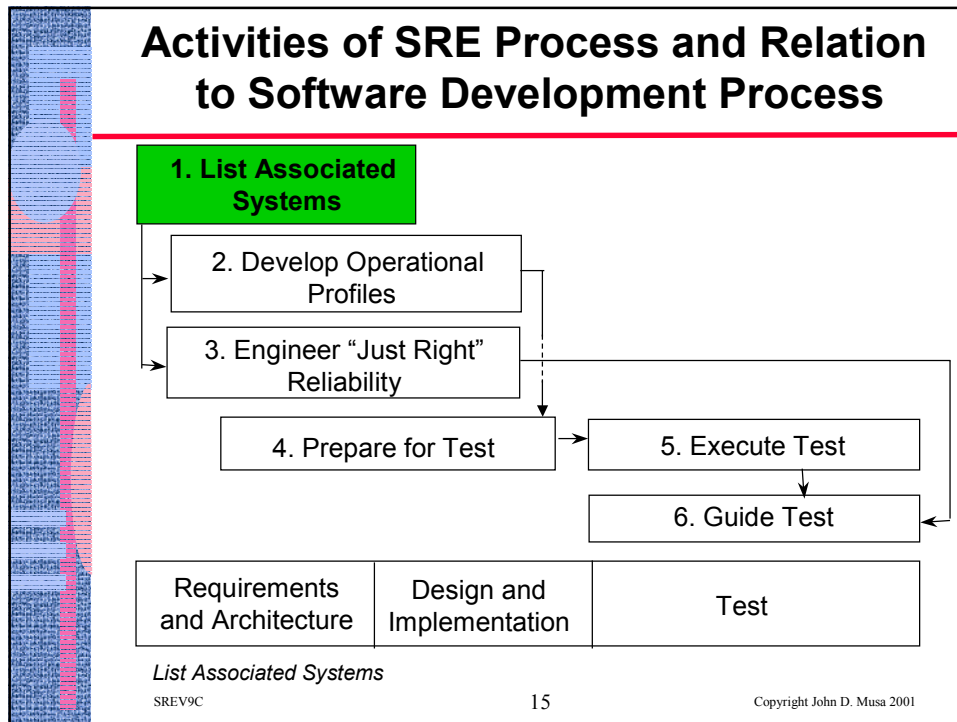 Activities of SRE Process and Relation
to Software Development Process
1. List Associated
Systems
2. Develop Operational
Profiles
3. Engineer “Just Right”
Reliability
4. Prepare for Test
5. Execute Test
6. Guide Test
Requirements
and Architecture
Design and
Implementation
Test
List Associated Systems
SREV9C
15
Copyright John D. Musa 2001